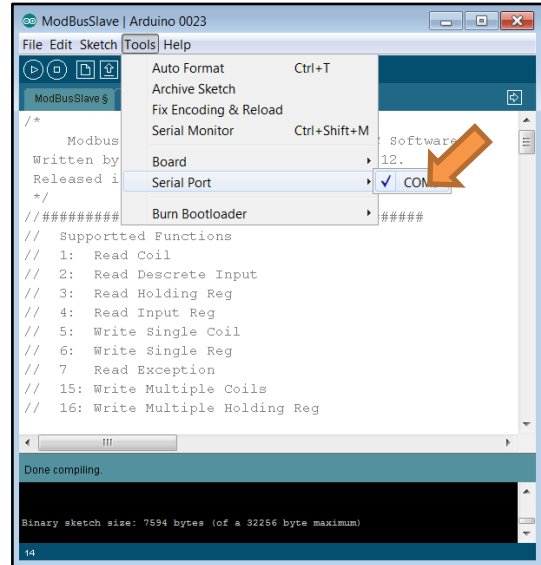 ModBusSlave | Arduino 0023
File Edit Sketch Tools Help
Auto Format Ctrl+T
Archive Sketch
Fix Encoding & Reload
Serial Monitor Ctrl+Shift+M
Board
Serial Port
COM
Burn Bootloader
ModBusSlave §
/*
Modbus Software
Written by 12.
Released i
*/
//######### #####
// Supportted Functions
// 1: Read Coil
// 2: Read Descrete Input
// 3: Read Holding Reg
// 4: Read Input Reg
// 5: Write Single Coil
// 6: Write Single Reg
// 7 Read Exception
// 15: Write Multiple Coils
// 16: Write Multiple Holding Reg
Done compiling.
Binary sketch size: 7594 bytes (of a 32256 byte maximum)
14